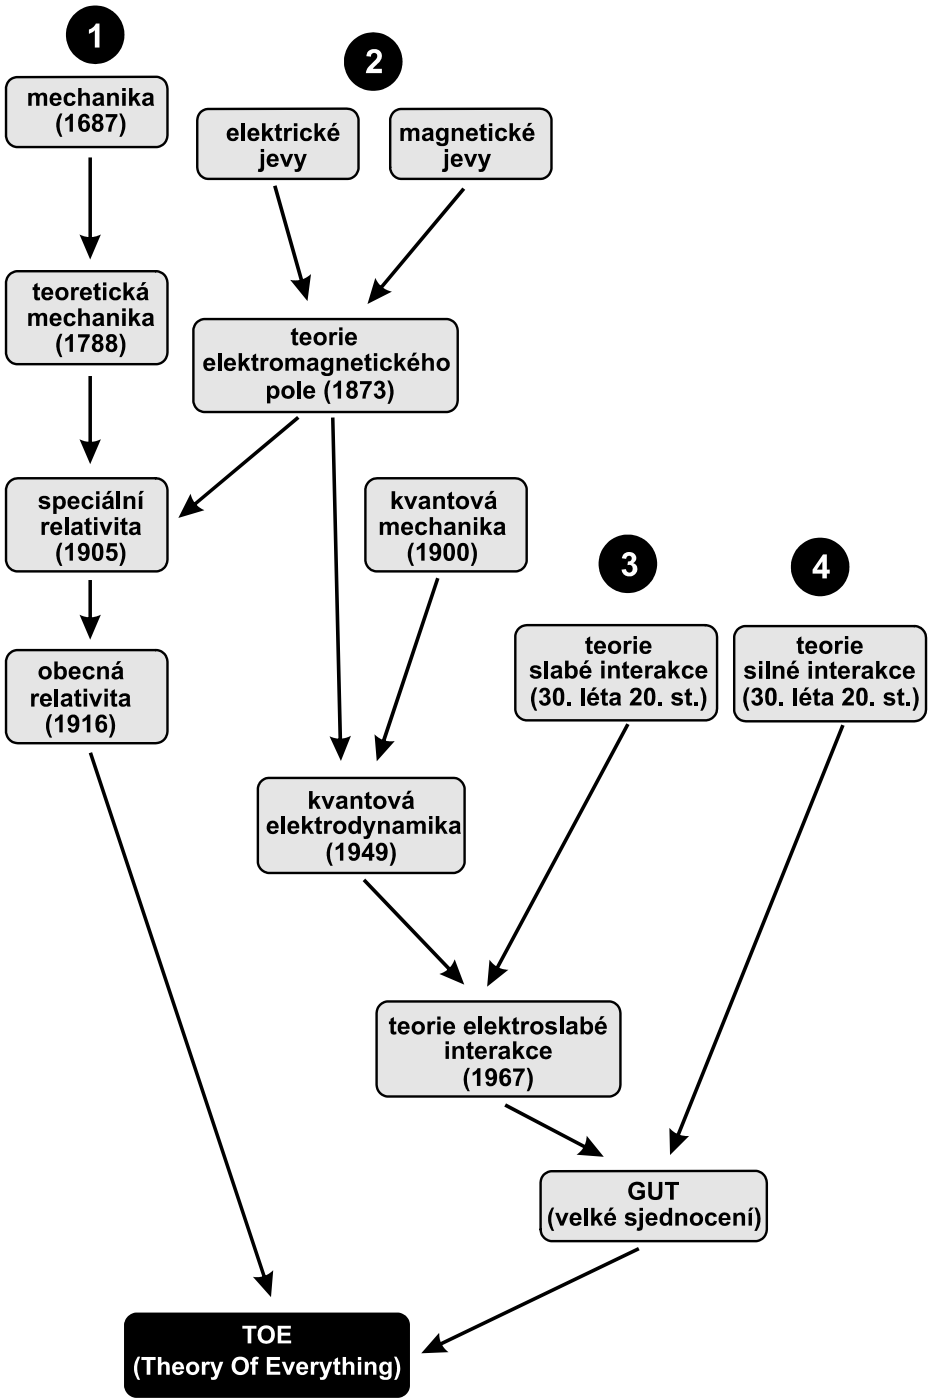 1
mechanika
(1687)
2
elektrické
jevy
magnetické
jevy
teoretická
mechanika
(1788)
teorie
elektromagnetického
pole (1873)
speciální
relativita
(1905)
kvantová
mechanika
(1900)
3
4
obecná
relativita
(1916)
teorie
slabé interakce
(30. léta 20. st.)
teorie
silné interakce
(30. léta 20. st.)
kvantová
elektrodynamika
(1949)
teorie elektroslabé
interakce
(1967)
GUT
(velké sjednocení)
TOE
(Theory Of Everything)